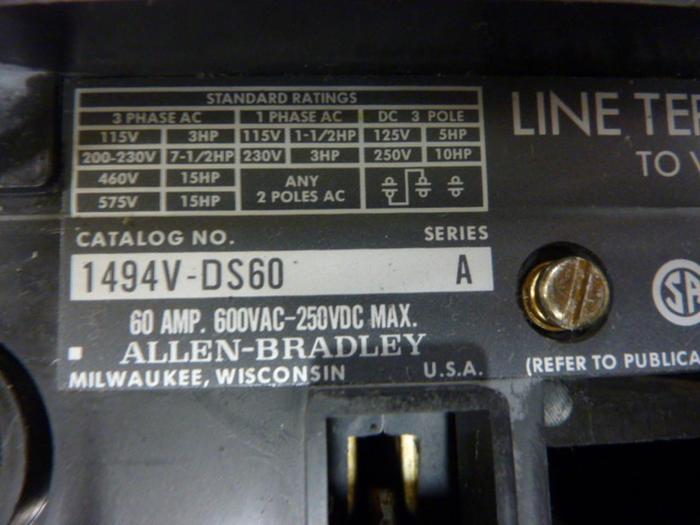 STANDARD RATINGS
3 PHASE AC 1 PHASE AC DC 3 POLE
115V 3HP 115V 1-1/2HP 125V 5HP
200-230V 7-1/2HP 230V 3HP 250V 10HP
460V 15HP ANY
575V 15HP 2 POLES AC
LINE TER
TO V
CATALOG NO. SERIES
1494V-DS60 A
SA
60 AMP. 600VAC-250VDC MAX.
ALLEN-BRADLEY
MILWAUKEE, WISCONSIN U.S.A.
(REFER TO PUBLICA